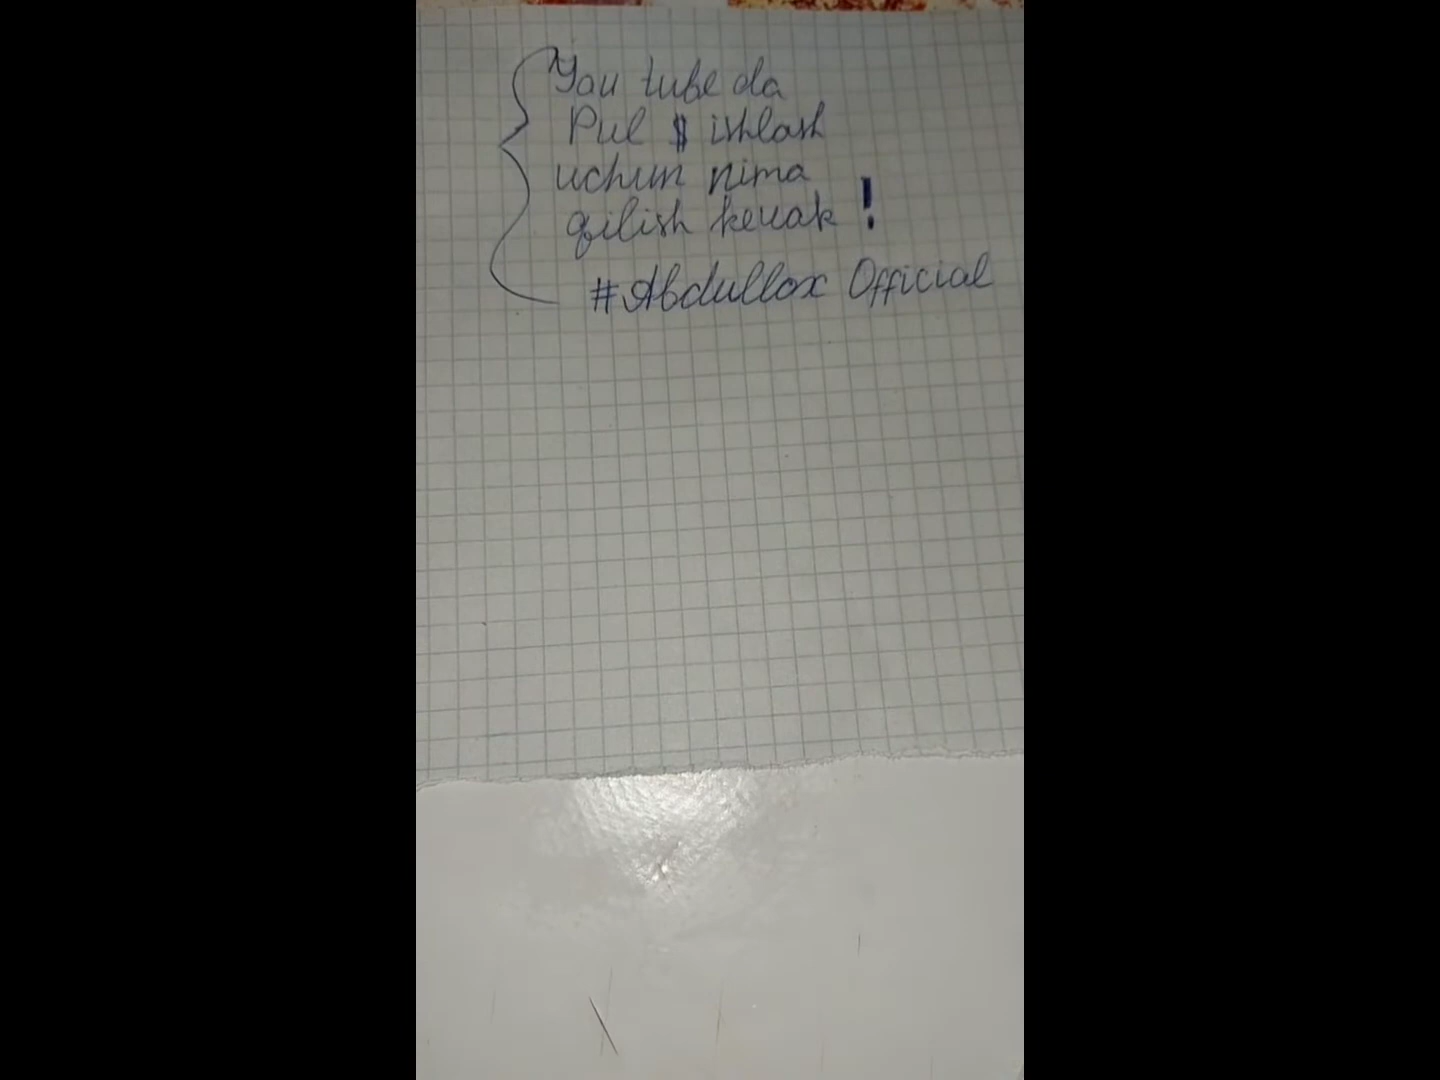 You tube da
Pul $ ishlash
uchun nima
qilish kerak !
#Abdullox Official